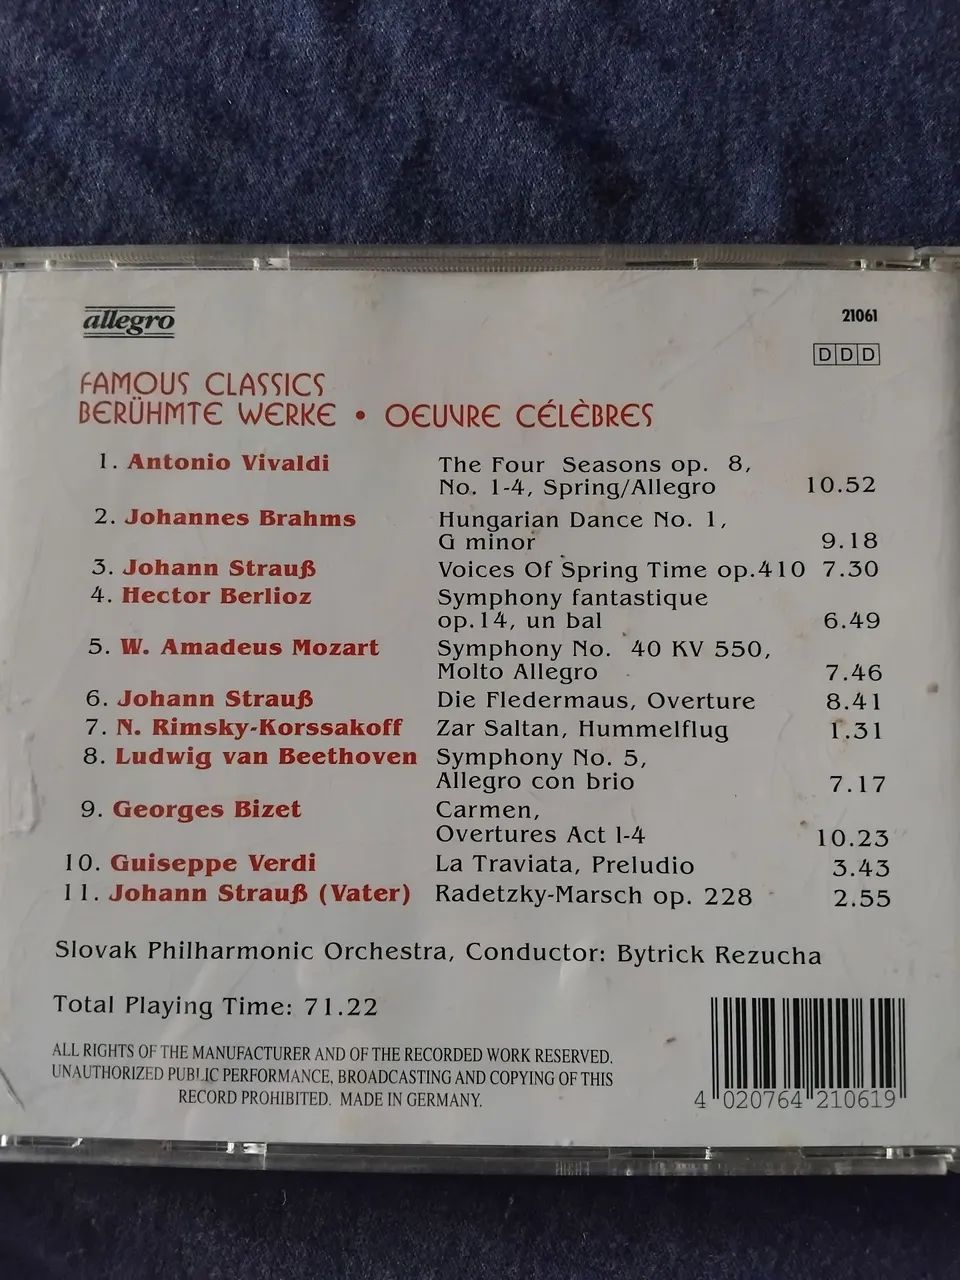 allegro
21061
DDD
FAMOUS CLASSICS
BERÜHMTE WERKE • OEUVRE CÉLÈBRES
1. Antonio Vivaldi The Four Seasons op. 8,
No. 1-4, Spring/Allegro 10.52
2. Johannes Brahms Hungarian Dance No. 1,
G minor 9.18
3. Johann Strauß Voices Of Spring Time op.410 7.30
4. Hector Berlioz Symphony fantastique
op.14, un bal 6.49
5. W. Amadeus Mozart Symphony No. 40 KV 550,
Molto Allegro 7.46
6. Johann Strauß Die Fledermaus, Overture 8.41
7. N. Rimsky-Korssakoff Zar Saltan, Hummelflug 1.31
8. Ludwig van Beethoven Symphony No. 5,
Allegro con brio 7.17
9. Georges Bizet Carmen,
Overtures Act 1-4 10.23
10. Guiseppe Verdi La Traviata, Preludio 3.43
11. Johann Strauß (Vater) Radetzky-Marsch op. 228 2.55
Slovak Philharmonic Orchestra, Conductor: Bytrick Rezucha
Total Playing Time: 71.22
ALL RIGHTS OF THE MANUFACTURER AND OF THE RECORDED WORK RESERVED.
UNAUTHORIZED PUBLIC PERFORMANCE, BROADCASTING AND COPYING OF THIS
RECORD PROHIBITED. MADE IN GERMANY.
4 020764 210619